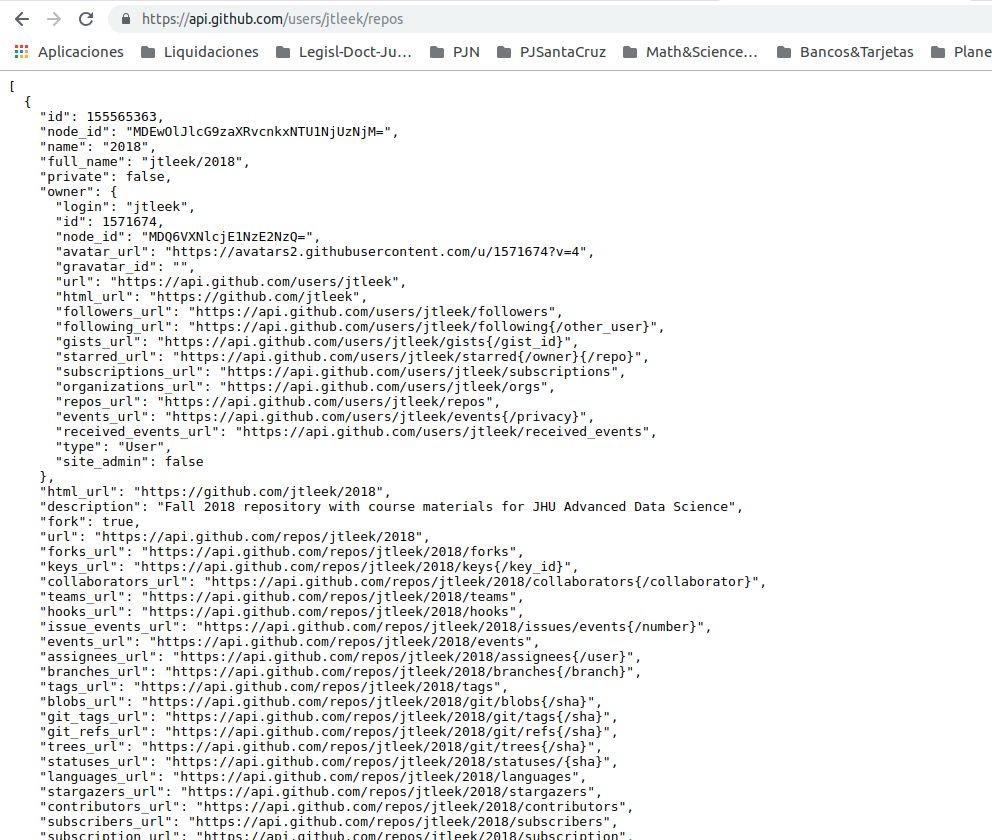 https://api.github.com/users/jtleek/repos
Aplicaciones Liquidaciones Legisl-Doct-Ju... PJN PJSantaCruz Math&Science... Bancos&Tarjetas Plane
[
  {
    "id": 155565363,
    "node_id": "MDEwOlJlcG9zaXRvcnkxNTU1NjUzNjM=",
    "name": "2018",
    "full_name": "jtleek/2018",
    "private": false,
    "owner": {
      "login": "jtleek",
      "id": 1571674,
      "node_id": "MDQ6VXNlcjE1NzE2NzQ=",
      "avatar_url": "https://avatars2.githubusercontent.com/u/1571674?v=4",
      "gravatar_id": "",
      "url": "https://api.github.com/users/jtleek",
      "html_url": "https://github.com/jtleek",
      "followers_url": "https://api.github.com/users/jtleek/followers",
      "following_url": "https://api.github.com/users/jtleek/following{/other_user}",
      "gists_url": "https://api.github.com/users/jtleek/gists{/gist_id}",
      "starred_url": "https://api.github.com/users/jtleek/starred{/owner}{/repo}",
      "subscriptions_url": "https://api.github.com/users/jtleek/subscriptions",
      "organizations_url": "https://api.github.com/users/jtleek/orgs",
      "repos_url": "https://api.github.com/users/jtleek/repos",
      "events_url": "https://api.github.com/users/jtleek/events{/privacy}",
      "received_events_url": "https://api.github.com/users/jtleek/received_events",
      "type": "User",
      "site_admin": false
    },
    "html_url": "https://github.com/jtleek/2018",
    "description": "Fall 2018 repository with course materials for JHU Advanced Data Science",
    "fork": true,
    "url": "https://api.github.com/repos/jtleek/2018",
    "forks_url": "https://api.github.com/repos/jtleek/2018/forks",
    "keys_url": "https://api.github.com/repos/jtleek/2018/keys{/key_id}",
    "collaborators_url": "https://api.github.com/repos/jtleek/2018/collaborators{/collaborator}",
    "teams_url": "https://api.github.com/repos/jtleek/2018/teams",
    "hooks_url": "https://api.github.com/repos/jtleek/2018/hooks",
    "issue_events_url": "https://api.github.com/repos/jtleek/2018/issues/events{/number}",
    "events_url": "https://api.github.com/repos/jtleek/2018/events",
    "assignees_url": "https://api.github.com/repos/jtleek/2018/assignees{/user}",
    "branches_url": "https://api.github.com/repos/jtleek/2018/branches{/branch}",
    "tags_url": "https://api.github.com/repos/jtleek/2018/tags",
    "blobs_url": "https://api.github.com/repos/jtleek/2018/git/blobs{/sha}",
    "git_tags_url": "https://api.github.com/repos/jtleek/2018/git/tags{/sha}",
    "git_refs_url": "https://api.github.com/repos/jtleek/2018/git/refs{/sha}",
    "trees_url": "https://api.github.com/repos/jtleek/2018/git/trees{/sha}",
    "statuses_url": "https://api.github.com/repos/jtleek/2018/statuses/{sha}",
    "languages_url": "https://api.github.com/repos/jtleek/2018/languages",
    "stargazers_url": "https://api.github.com/repos/jtleek/2018/stargazers",
    "contributors_url": "https://api.github.com/repos/jtleek/2018/contributors",
    "subscribers_url": "https://api.github.com/repos/jtleek/2018/subscribers",
    "subscription_url": "https://api.github.com/repos/jtleek/2018/subscription",